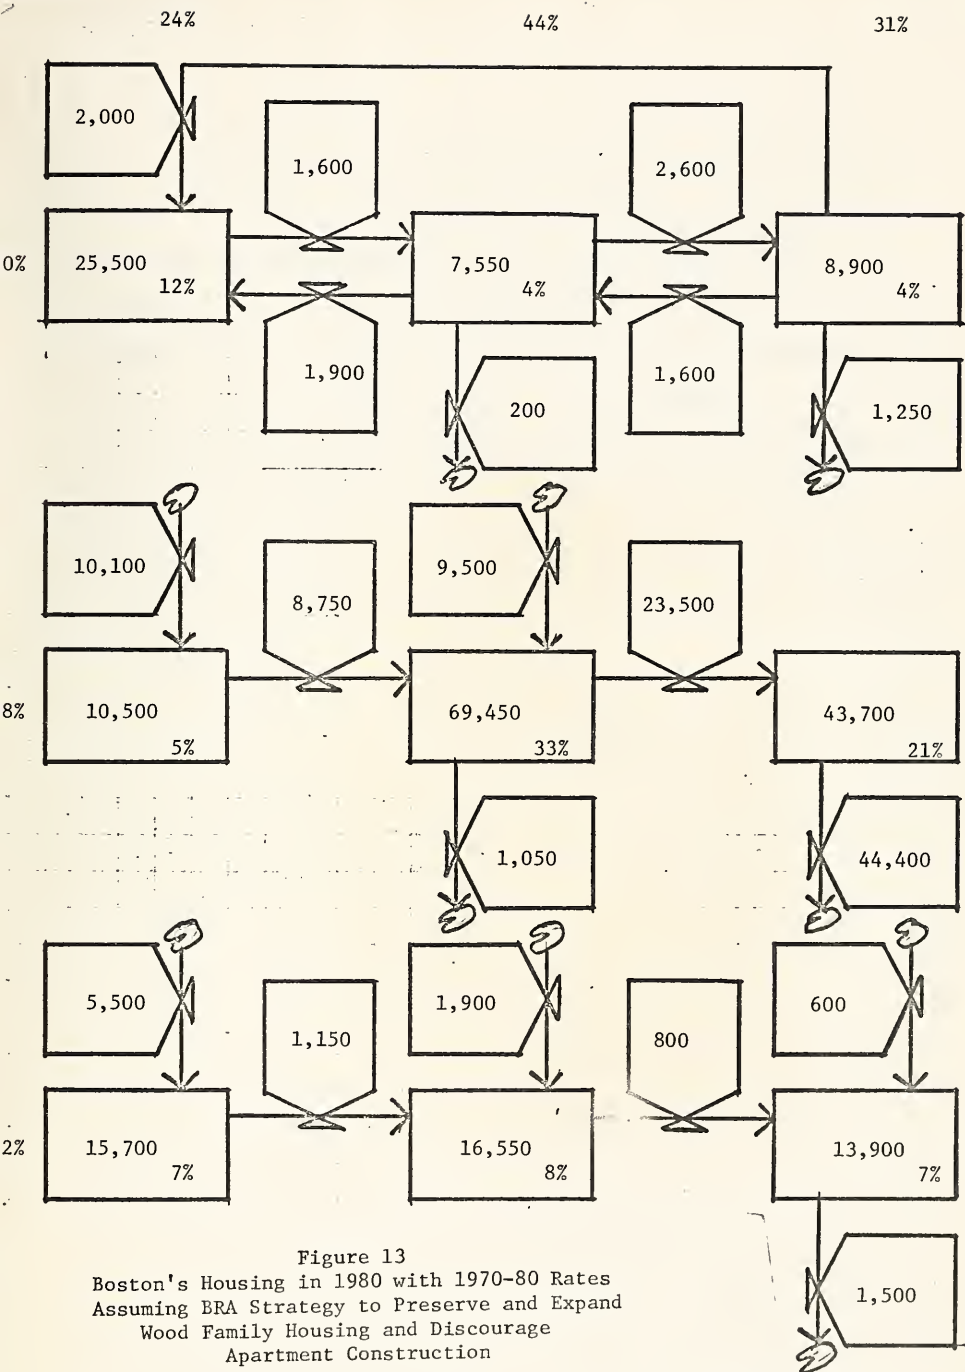 24% 44% 31%
2,000
1,600 2,600
0% 25,500 12% 7,550 4% 8,900 4%
1,900 200 1,600 1,250
10,100 8,750 9,500 23,500
8% 10,500 5% 69,450 33% 43,700 21%
1,050 44,400
5,500 1,150 1,900 800 600
2% 15,700 7% 16,550 8% 13,900 7%
Figure 13
Boston's Housing in 1980 with 1970-80 Rates
Assuming BRA Strategy to Preserve and Expand
Wood Family Housing and Discourage
Apartment Construction
1,500